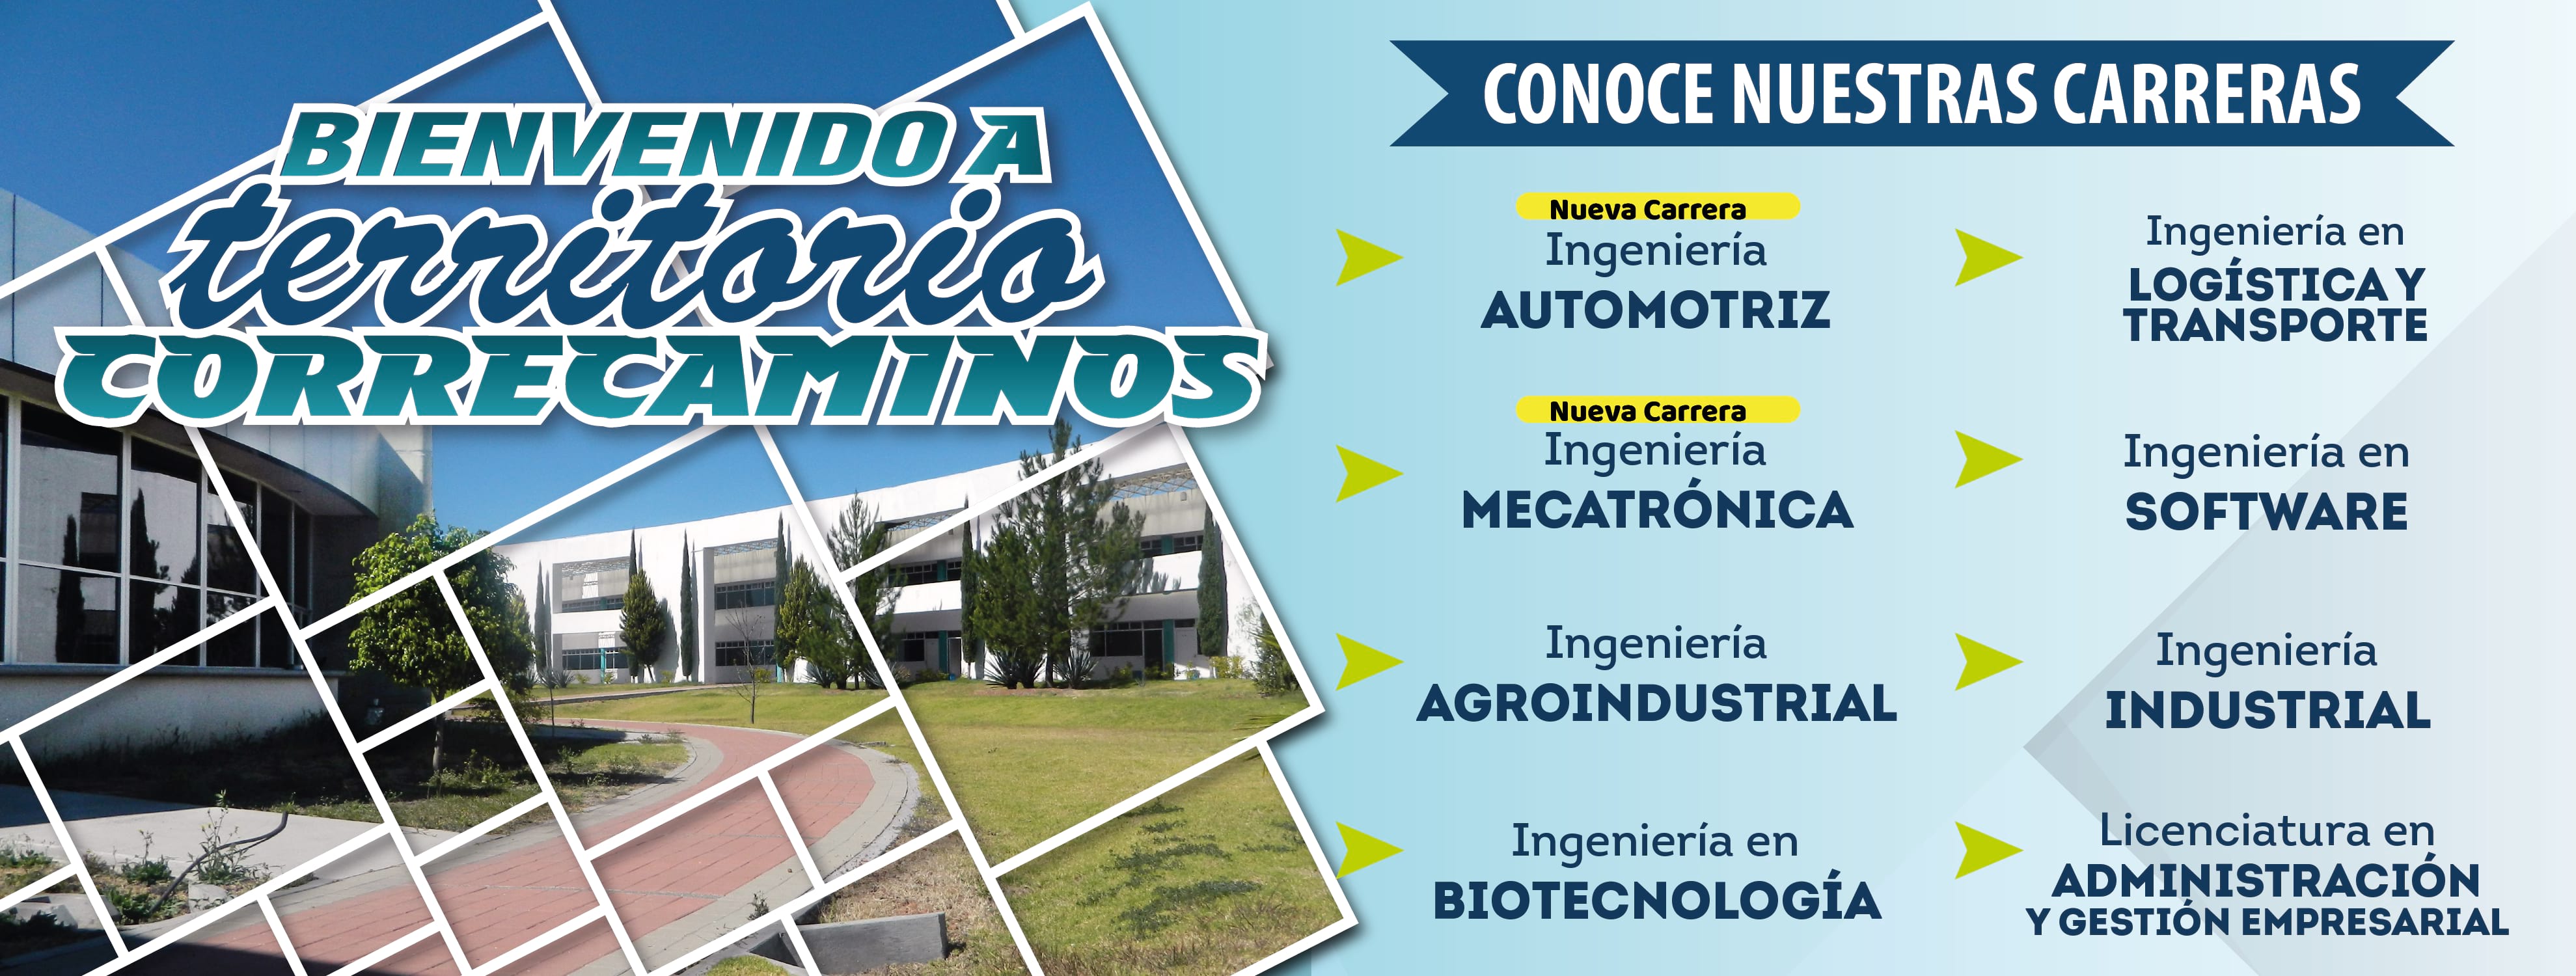 BIENVENIDO A
territorio
CORRECAMINOS
CONOCE NUESTRAS CARRERAS
Nueva Carrera
Ingeniería
AUTOMOTRIZ
Nueva Carrera
Ingeniería
MECATRÓNICA
Ingeniería
AGROINDUSTRIAL
Ingeniería en
BIOTECNOLOGÍA
Ingeniería en
LOGÍSTICA Y
TRANSPORTE
Ingeniería en
SOFTWARE
Ingeniería
INDUSTRIAL
Licenciatura en
ADMINISTRACIÓN
Y GESTIÓN EMPRESARIAL